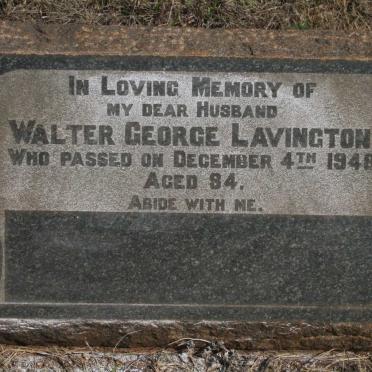 In Loving Memory of
my dear Husband
Walter George Lavington
Who passed on December 4th
Aged 84.
Abide with me.